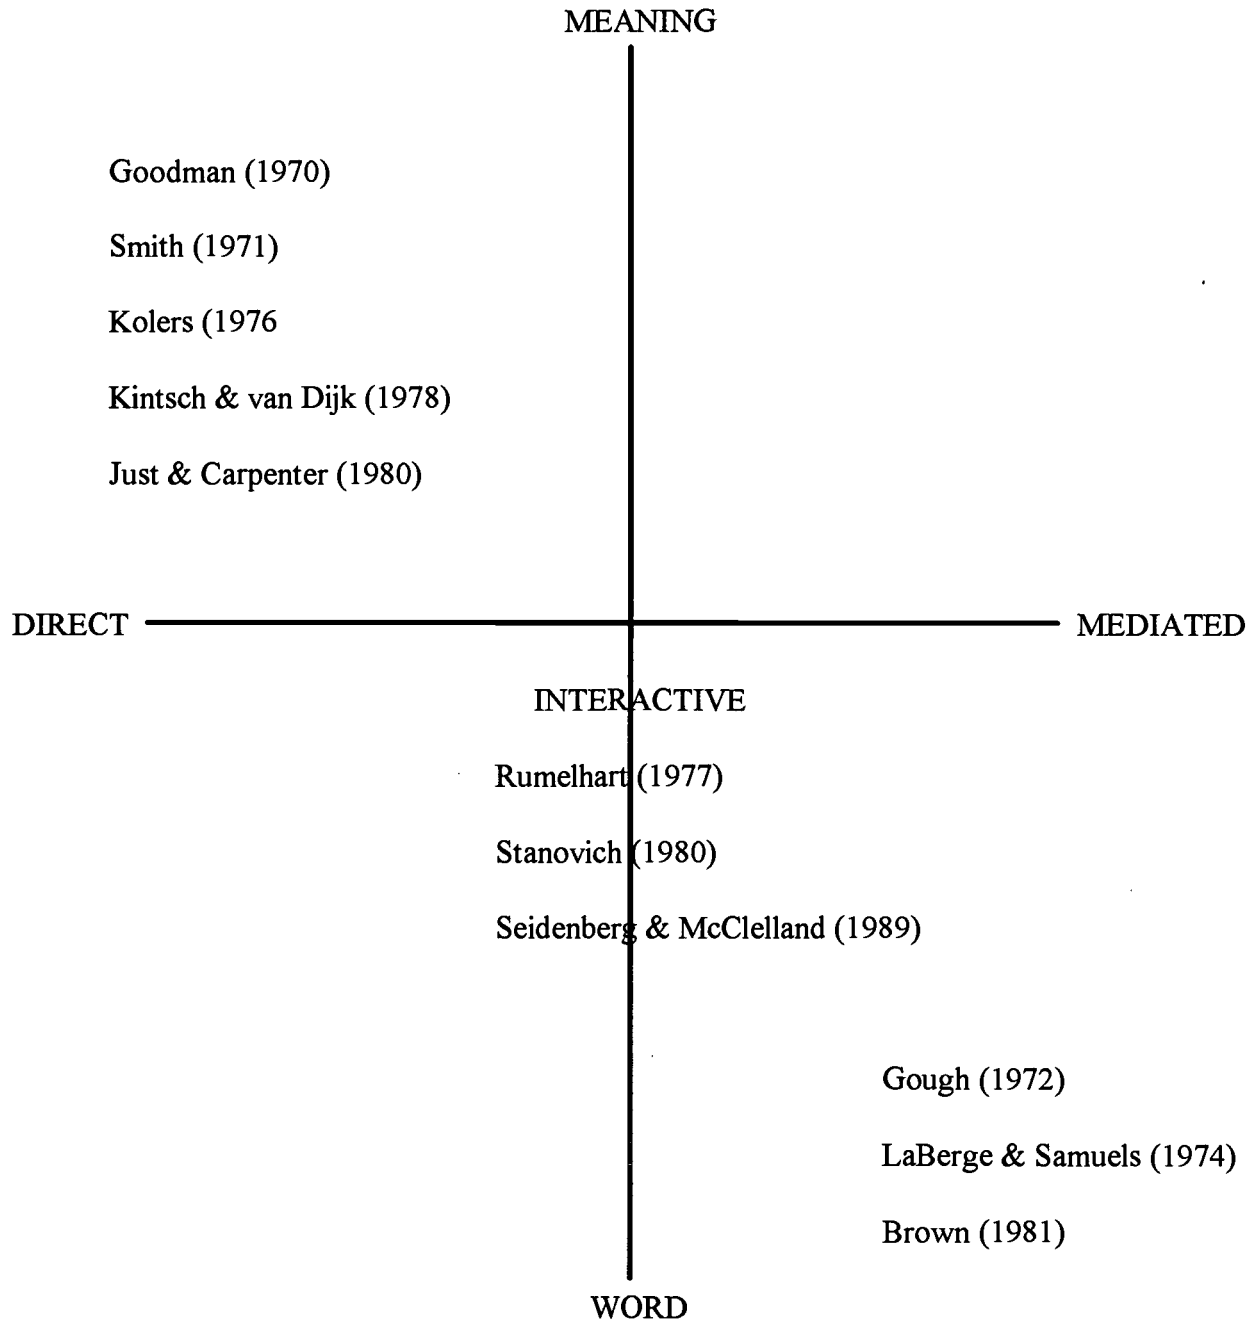 MEANING
Goodman (1970)
Smith (1971)
Kolers (1976
Kintsch & van Dijk (1978)
Just & Carpenter (1980)
DIRECT
MEDIATED
INTERACTIVE
Rumelhart (1977)
Stanovich (1980)
Seidenberg & McClelland (1989)
Gough (1972)
LaBerge & Samuels (1974)
Brown (1981)
WORD